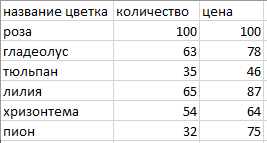 название цветка количество цена
роза 100 100
гладеолус 63 78
тюльпан 35 46
лилия 65 87
хризонтема 54 64
пион 32 75